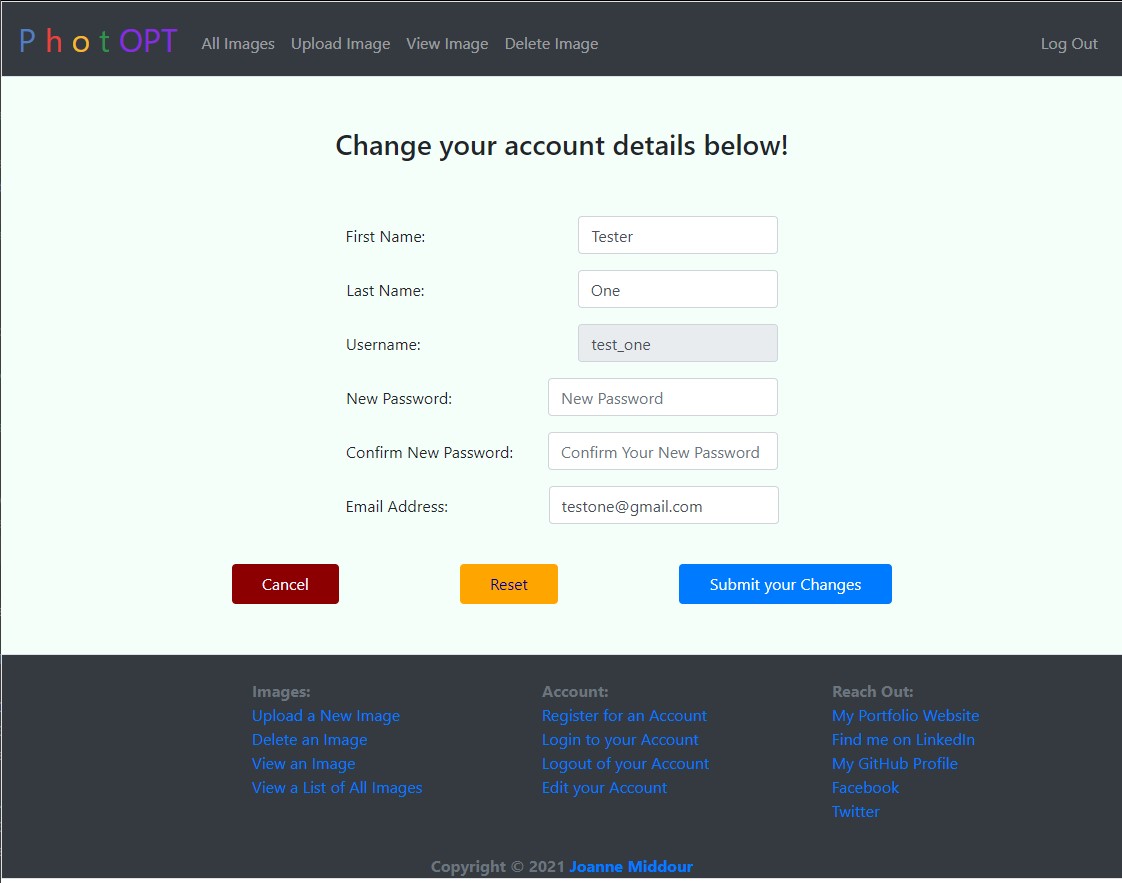 P h o t OPT All Images Upload Image View Image Delete Image Log Out
Change your account details below!
First Name: Tester
Last Name: One
Username: test_one
New Password: New Password
Confirm New Password: Confirm Your New Password
Email Address: testone@gmail.com
Cancel Reset Submit your Changes
Images:
Upload a New Image
Delete an Image
View an Image
View a List of All Images
Account:
Register for an Account
Login to your Account
Logout of your Account
Edit your Account
Reach Out:
My Portfolio Website
Find me on LinkedIn
My GitHub Profile
Facebook
Twitter
Copyright © 2021 Joanne Middour